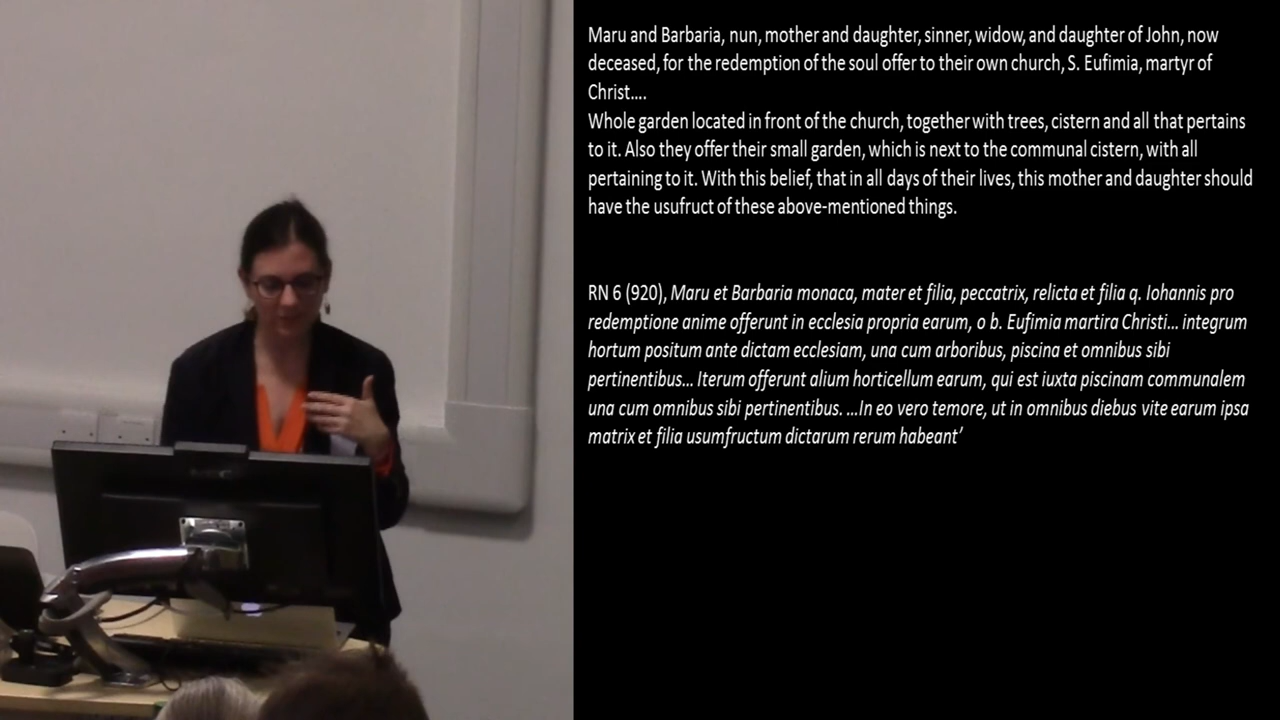 Maru and Barbaria, nun, mother and daughter, sinner, widow, and daughter of John, now
deceased, for the redemption of the soul offer to their own church, S. Eufimia, martyr of
Christ....
Whole garden located in front of the church, together with trees, cistern and all that pertains
to it. Also they offer their small garden, which is next to the communal cistern, with all
pertaining to it. With this belief, that in all days of their lives, this mother and daughter should
have the usufruct of these above-mentioned things.
RN 6 (920), Maru et Barbaria monaca, mater et filia, peccatrix, relicta et filia q. Iohannis pro
redemptione anime offerunt in ecclesia propria earum, o b. Eufimia martira Christi... integrum
hortum positum ante dictam ecclesiam, una cum arboribus, piscina et omnibus sibi
pertinentibus... Iterum offerunt alium horticellum earum, qui est iuxta piscinam communalem
una cum omnibus sibi pertinentibus. ...In eo vero temore, ut in omnibus diebus vite earum ipsa
matrix et filia usumfructum dictarum rerum habeant'